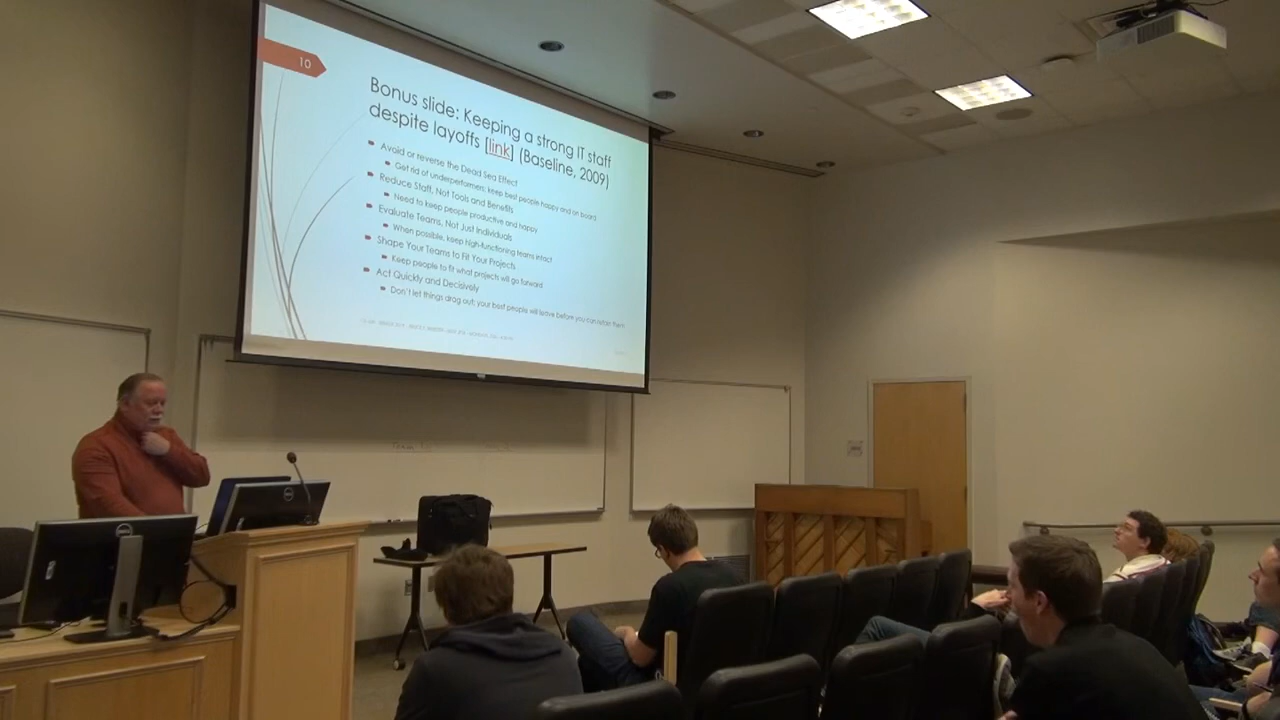 10
Bonus slide: Keeping a strong IT staff
despite layoffs [link] (Baseline, 2009)
Avoid or reverse the Dead Sea Effect
Get rid of underperformers; keep best people happy and on board
Reduce Staff, Not Tools and Benefits
Need to keep people productive and happy
Evaluate Teams, Not Just Individuals
When possible, keep high-functioning teams intact
Shape Your Teams to Fit Your Projects
Keep people to fit what projects will go forward
Act Quickly and Decisively
Don't let things drag out; your best people will leave before you can them
DELL
DELL